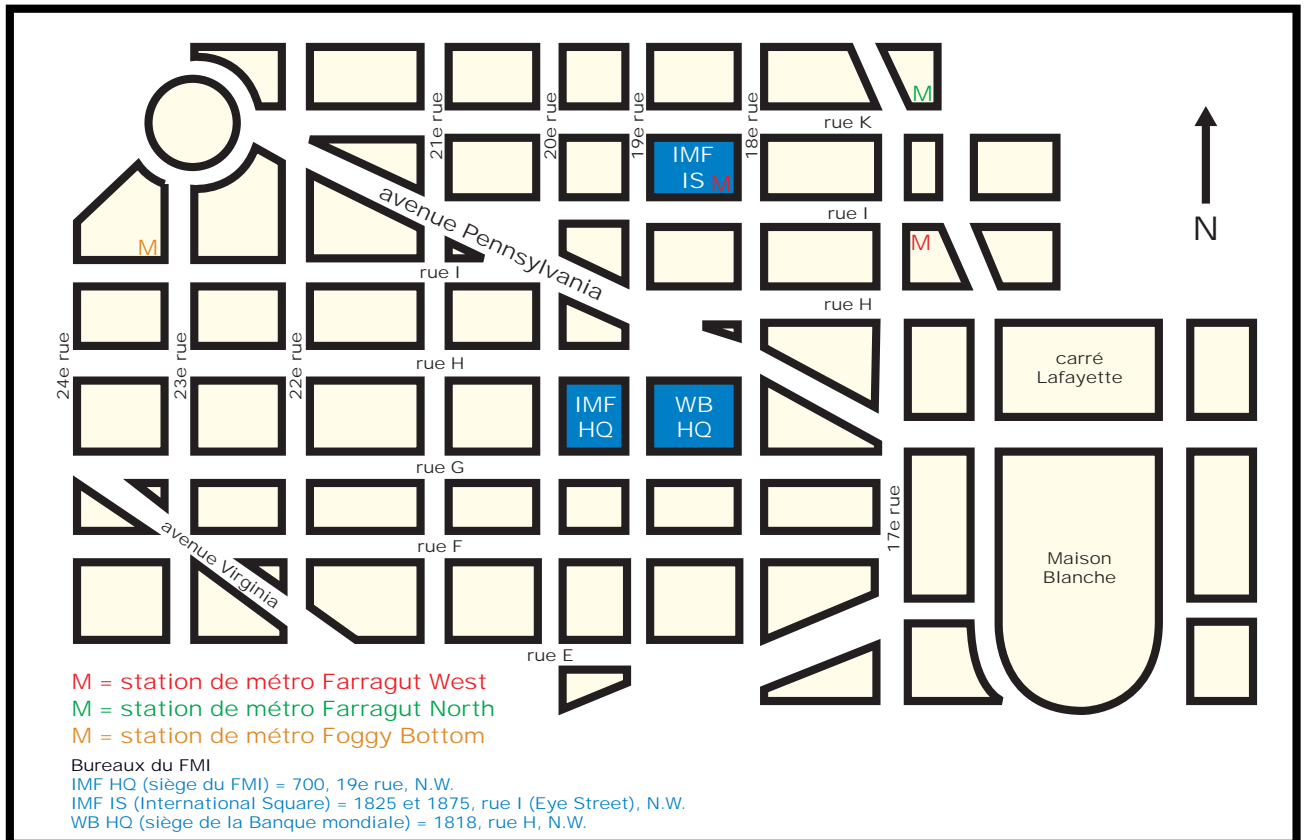 M
rue K
21e rue
20e rue
19e rue
18e rue
IMF
IS M
avenue Pennsylvania
rue I
M
M
N
rue I
rue H
24e rue
23e rue
22e rue
rue H
carré
Lafayette
IMF
HQ
WB
HQ
rue G
17e rue
avenue Virginia
rue F
Maison
Blanche
rue E
M = station de métro Farragut West
M = station de métro Farragut North
M = station de métro Foggy Bottom
Bureaux du FMI
IMF HQ (siège du FMI) = 700, 19e rue, N.W.
IMF IS (International Square) = 1825 et 1875, rue I (Eye Street), N.W.
WB HQ (siège de la Banque mondiale) = 1818, rue H, N.W.